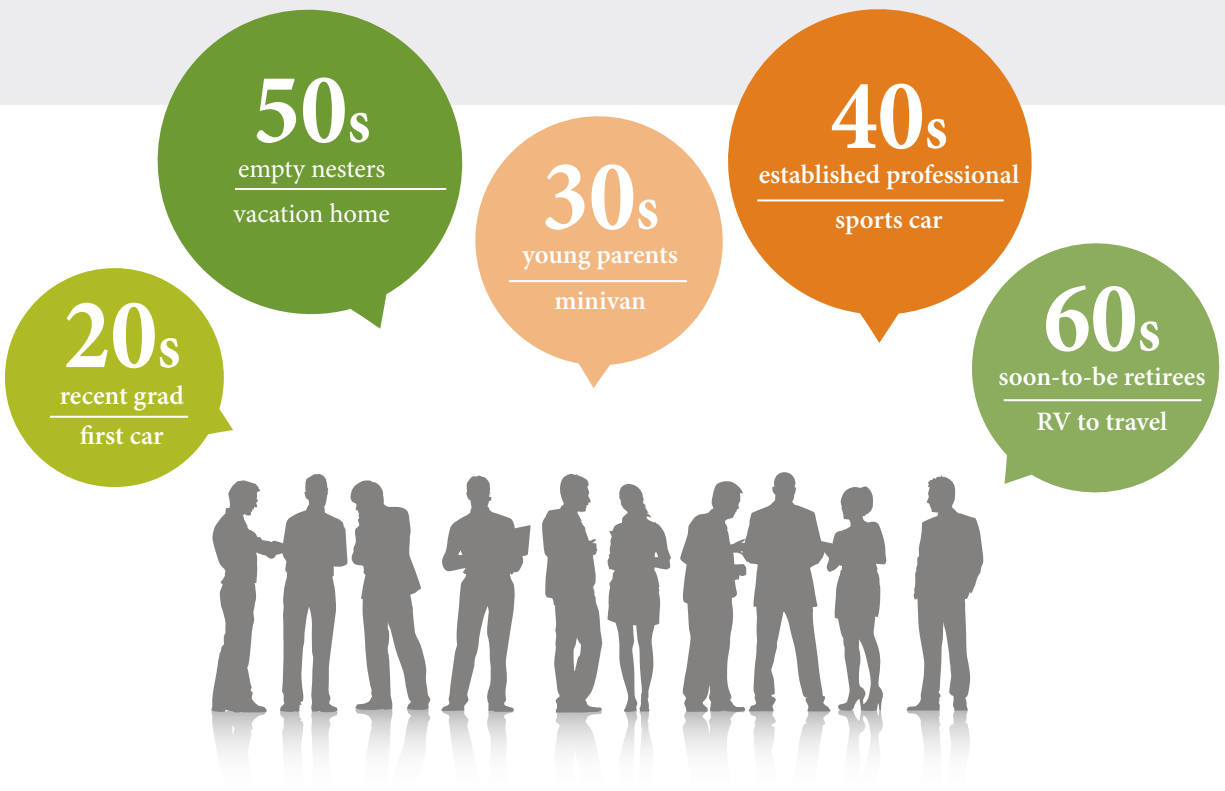 50s
empty nesters
vacation home
40s
established professional
sports car
30s
young parents
minivan
20s
recent grad
first car
60s
soon-to-be retirees
RV to travel